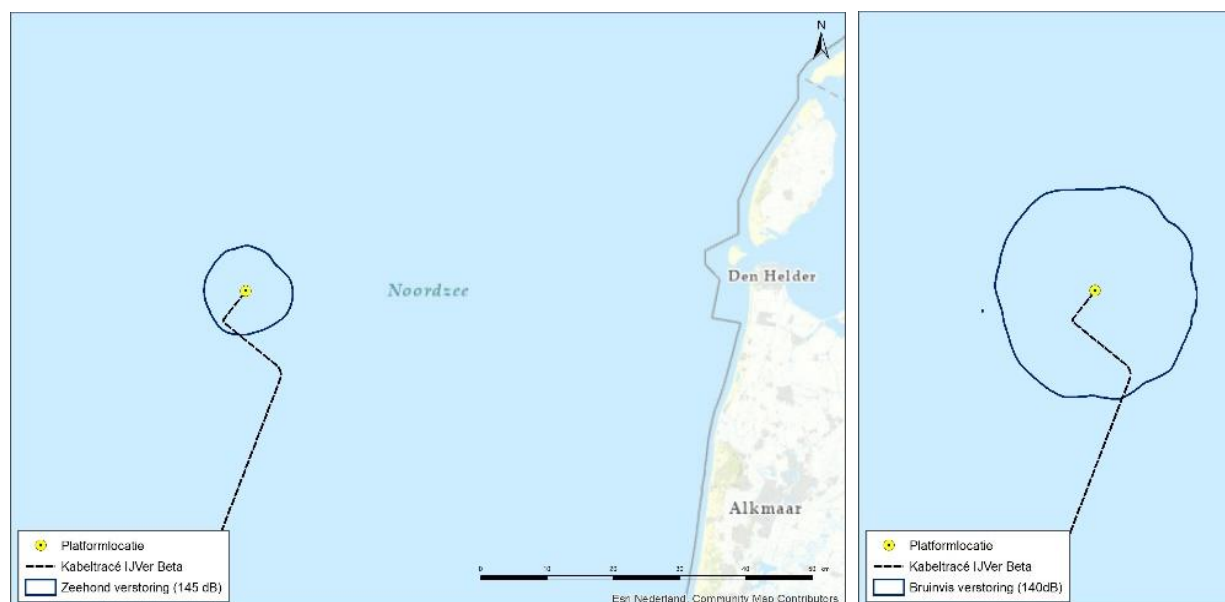 N
Noordzee
Den Helder
Alkmaar
Platformlocatie
Kabeltracé IJVer Beta
Zeehond verstoring (145 dB)
0 10 20 30 40 50
Esri Nederland, Community Map Contributors
Platformlocatie
Kabeltracé IJVer Beta
Bruinvis verstoring (140dB)